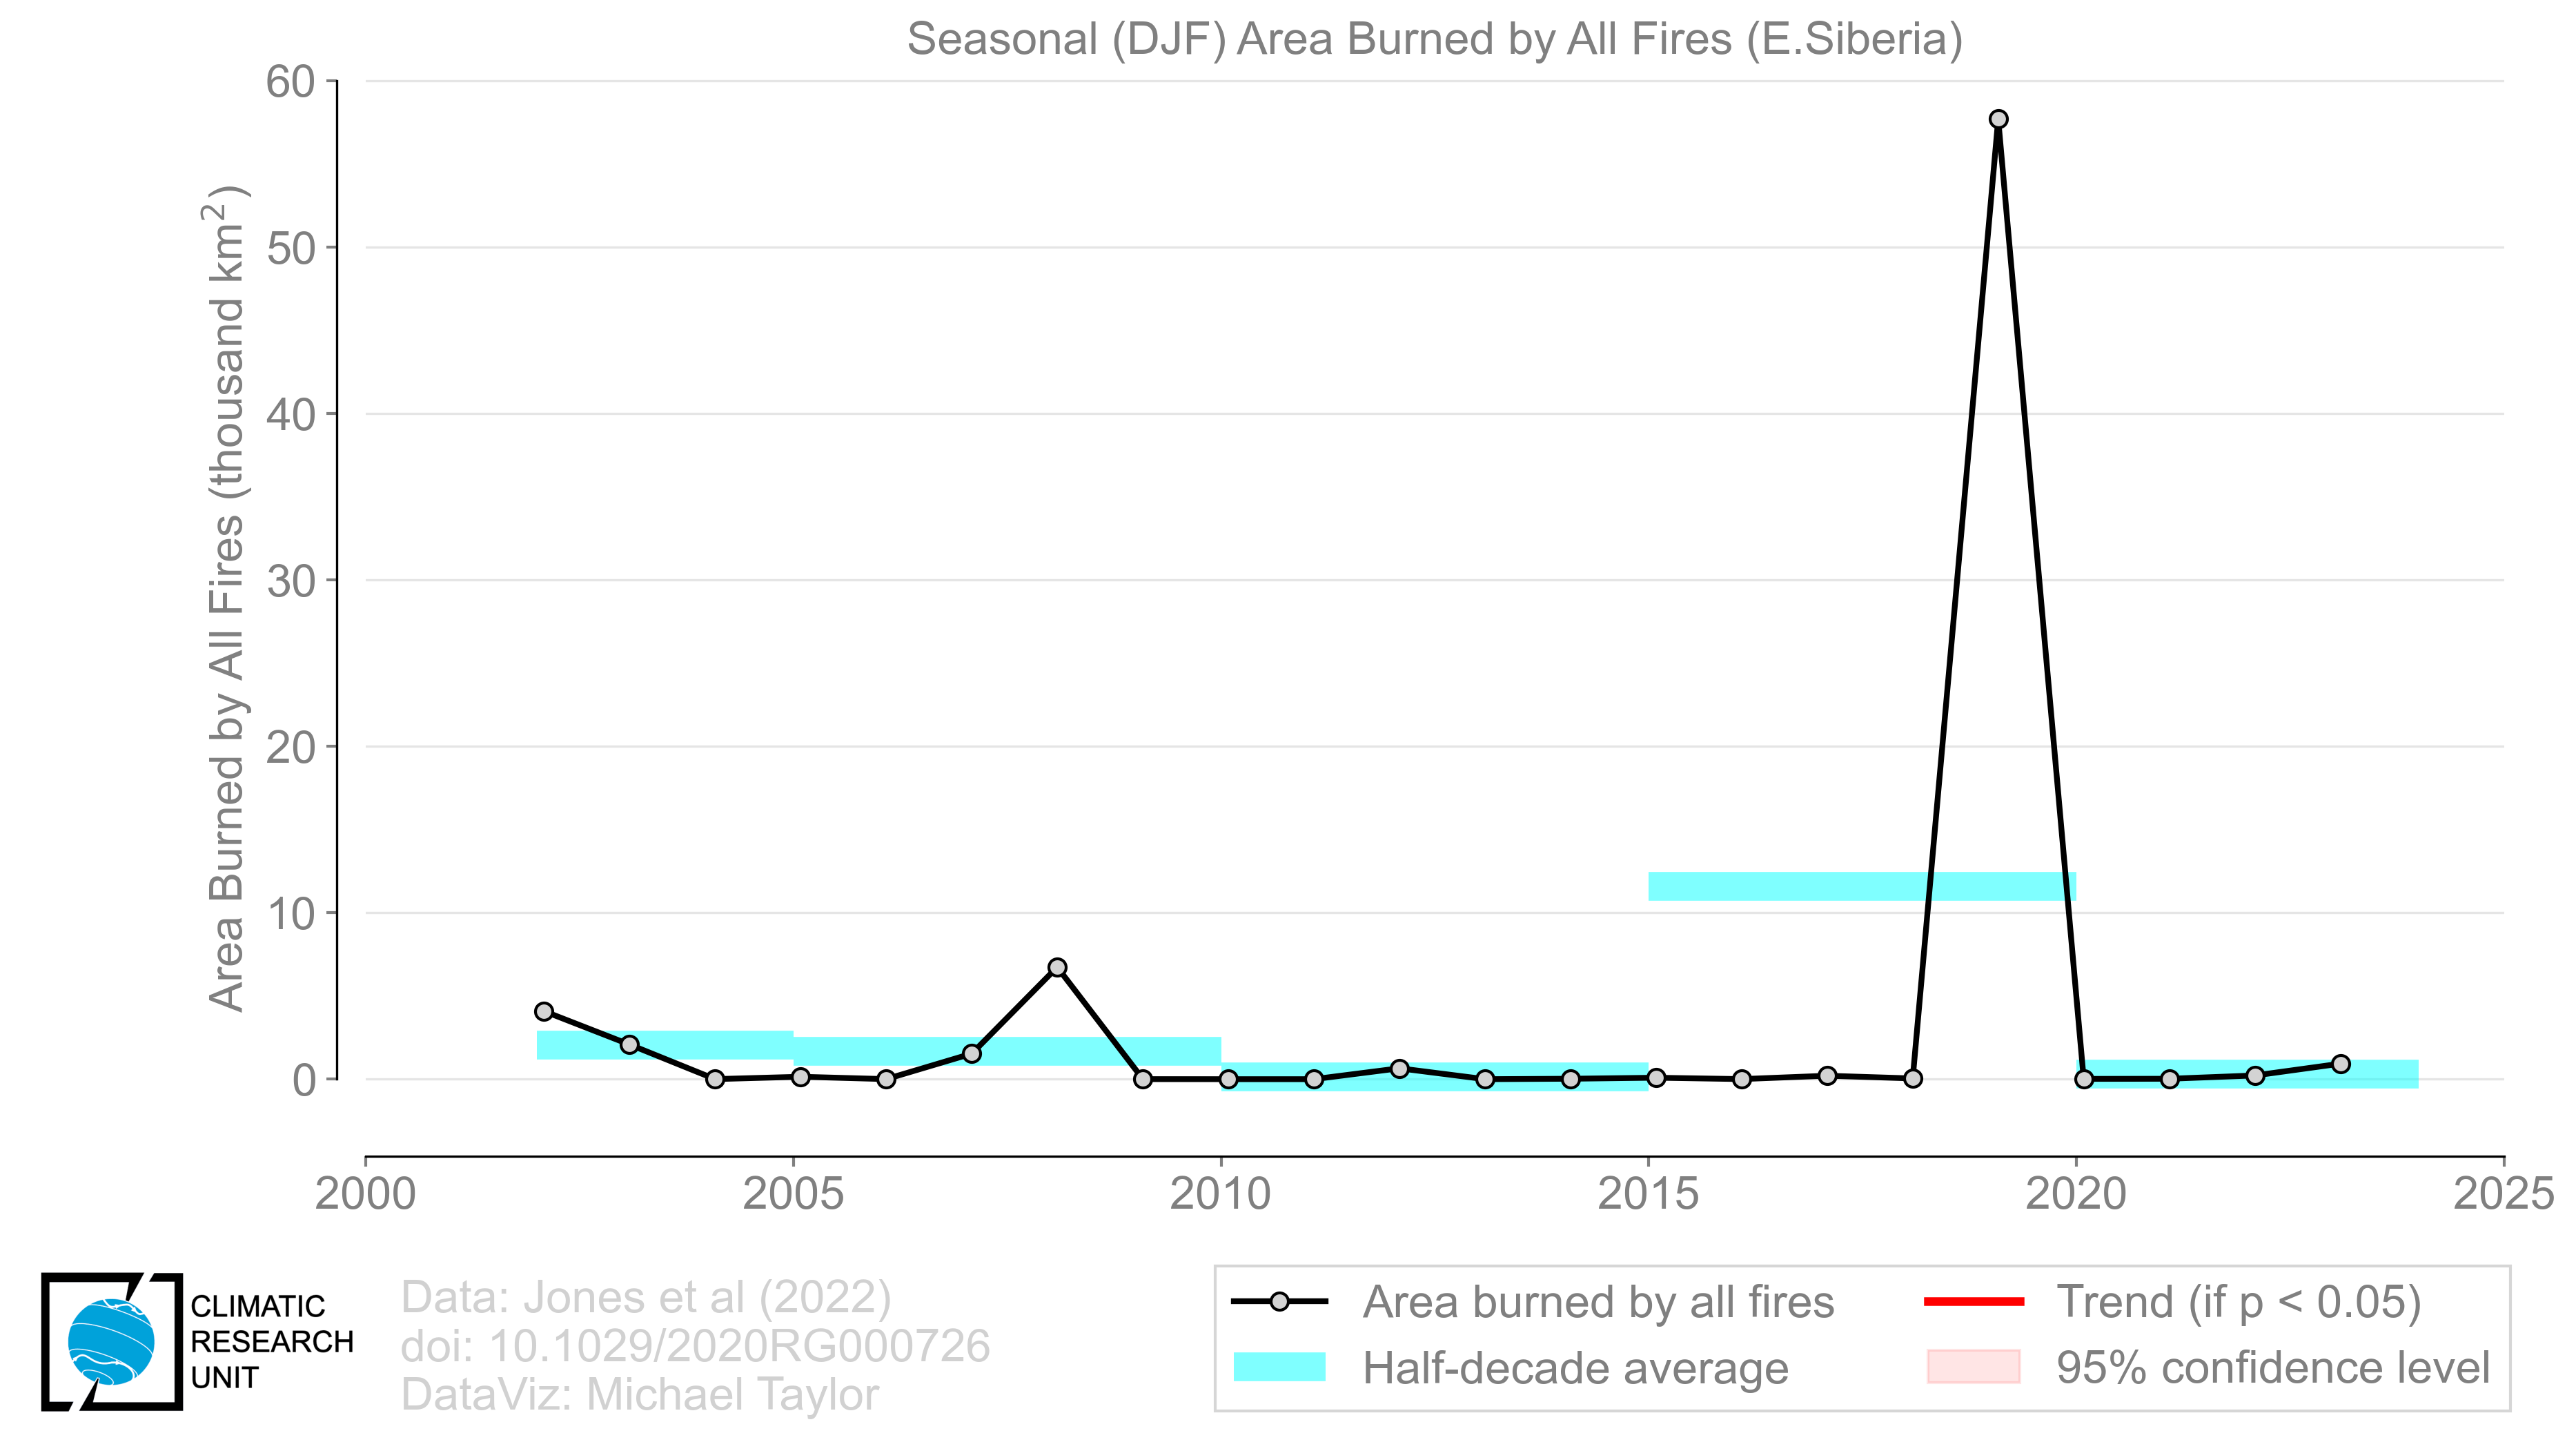 Seasonal (DJF) Area Burned by All Fires (E.Siberia)
Area Burned by All Fires (thousand km²)
60
50
40
30
20
10
0
2000 2005 2010 2015 2020 2025
CLIMATIC
RESEARCH
UNIT
Data: Jones et al (2022)
doi: 10.1029/2020RG000726
DataViz: Michael Taylor
Area burned by all fires
Half-decade average
Trend (if p < 0.05)
95% confidence level